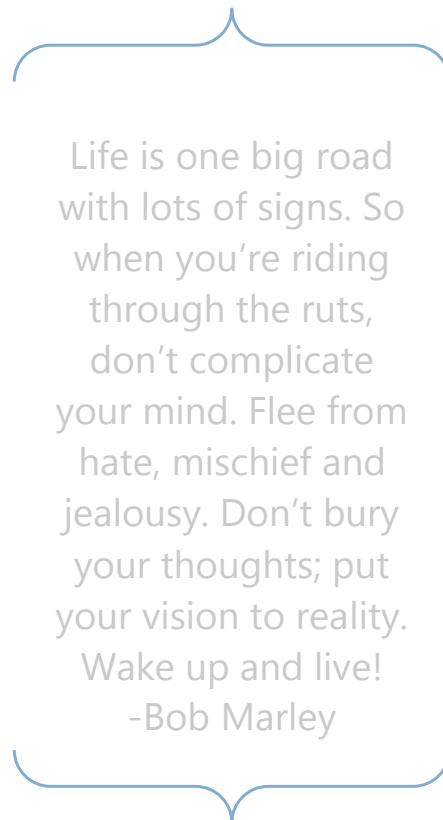 Life is one big road
with lots of signs. So
when you’re riding
through the ruts,
don’t complicate
your mind. Flee from
hate, mischief and
jealousy. Don’t bury
your thoughts; put
your vision to reality.
Wake up and live!
-Bob Marley